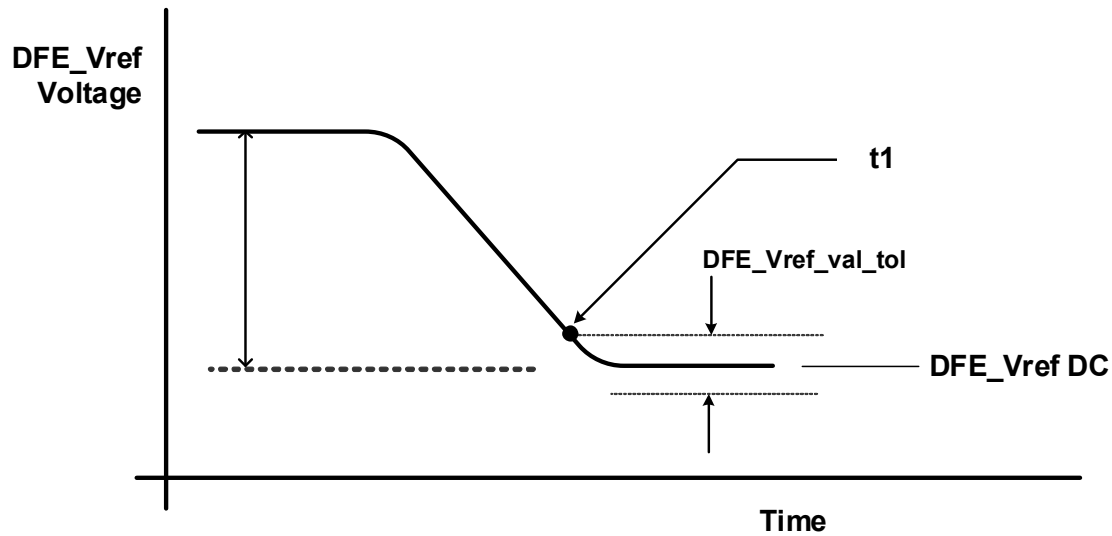 DFE_Vref
Voltage
t1
DFE_Vref_val_tol
DFE_Vref DC
Time